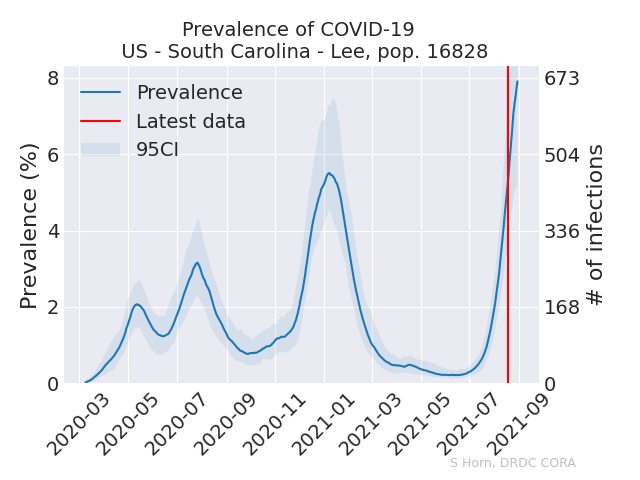 Prevalence of COVID-19
US - South Carolina - Lee, pop. 16828
Prevalence
Latest data
95CI
Prevalence (%)
8
6
4
2
0
673
504
336
168
0
# of infections
2020-03
2020-05
2020-07
2020-09
2020-11
2021-01
2021-03
2021-05
2021-07
2021-09
S Horn, DRDC CORA